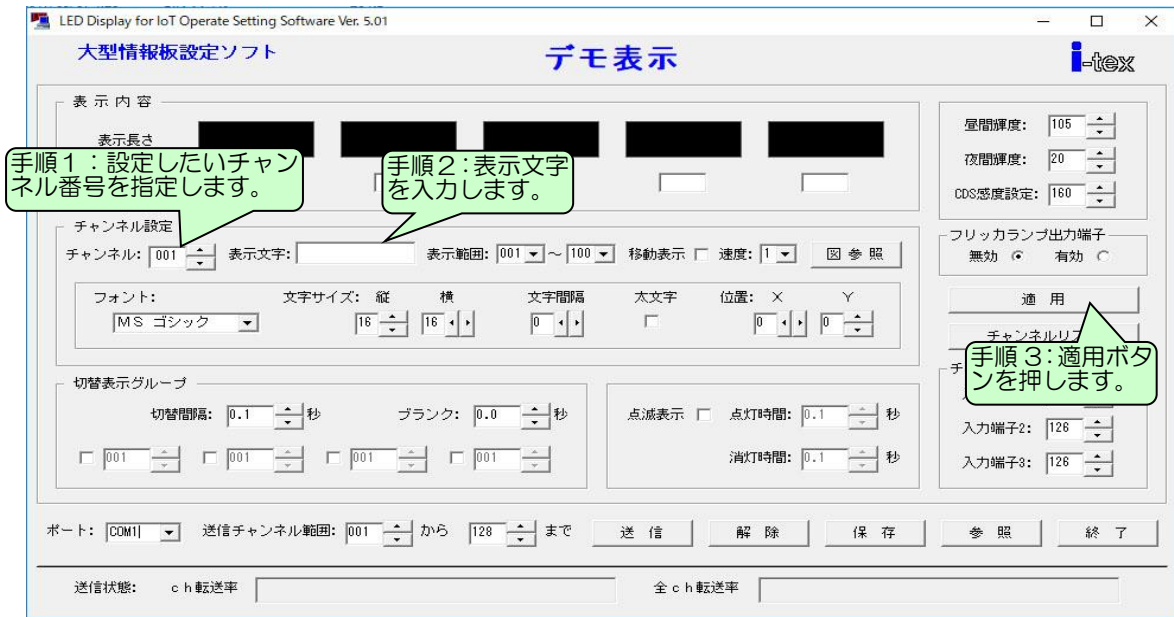 LED Display for IoT Operate Setting Software Ver. 5.01
大型情報板設定ソフト
デモ表示
i-tex
表示内容
表示長さ
手順１：設定したいチャン
ネル番号を指定します。
手順２：表示文字
を入力します。
昼間輝度： 105
夜間輝度： 20
CDS感度設定： 160
チャンネル設定
チャンネル： 001 表示文字： 表示範囲： 001 ～ 100 移動表示 速度： 1 図参照
フォント： 文字サイズ： 縦 横 文字間隔 太文字 位置： X Y
MS ゴシック 16 16 0 0 0
フリッカランプ出力端子
無効 有効
適用
チャンネルリス
手順３：適用ボタ
ンを押します。
入力端子2： 126
入力端子3： 126
切替表示グループ
切替間隔： 0.1 秒 ブランク： 0.0 秒
001 001 001 001
点滅表示 点灯時間： 0.1 秒
消灯時間： 0.1 秒
ポート： COM1 送信チャンネル範囲： 001 から 128 まで 送信 解除 保存 参照 終了
送信状態： ch転送率 全ch転送率